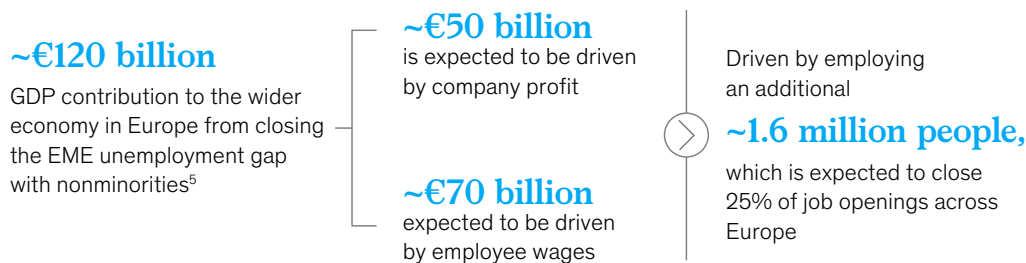 ~€120 billion
GDP contribution to the wider
economy in Europe from closing
the EME unemployment gap
with nonminorities⁵
~€50 billion
is expected to be driven
by company profit
~€70 billion
expected to be driven
by employee wages
Driven by employing
an additional
~1.6 million people,
which is expected to close
25% of job openings across
Europe